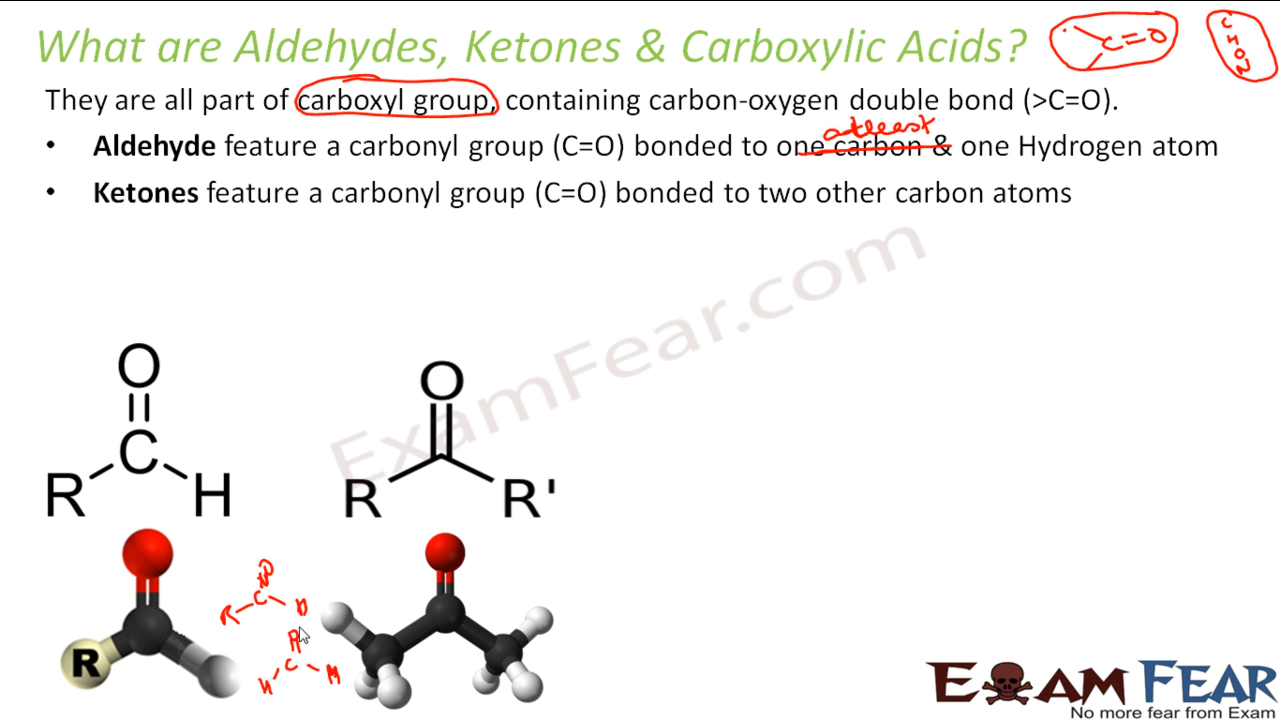 What are Aldehydes, Ketones & Carboxylic Acids?
C=O
They are all part of carboxyl group, containing carbon-oxygen double bond (>C=O).
atleast
• Aldehyde feature a carbonyl group (C=O) bonded to one carbon & one Hydrogen atom
• Ketones feature a carbonyl group (C=O) bonded to two other carbon atoms
ExamFear.com
O
C
R H
O
R R'
R
R C
C
H H
EXAM FEAR
No more fear from Exam